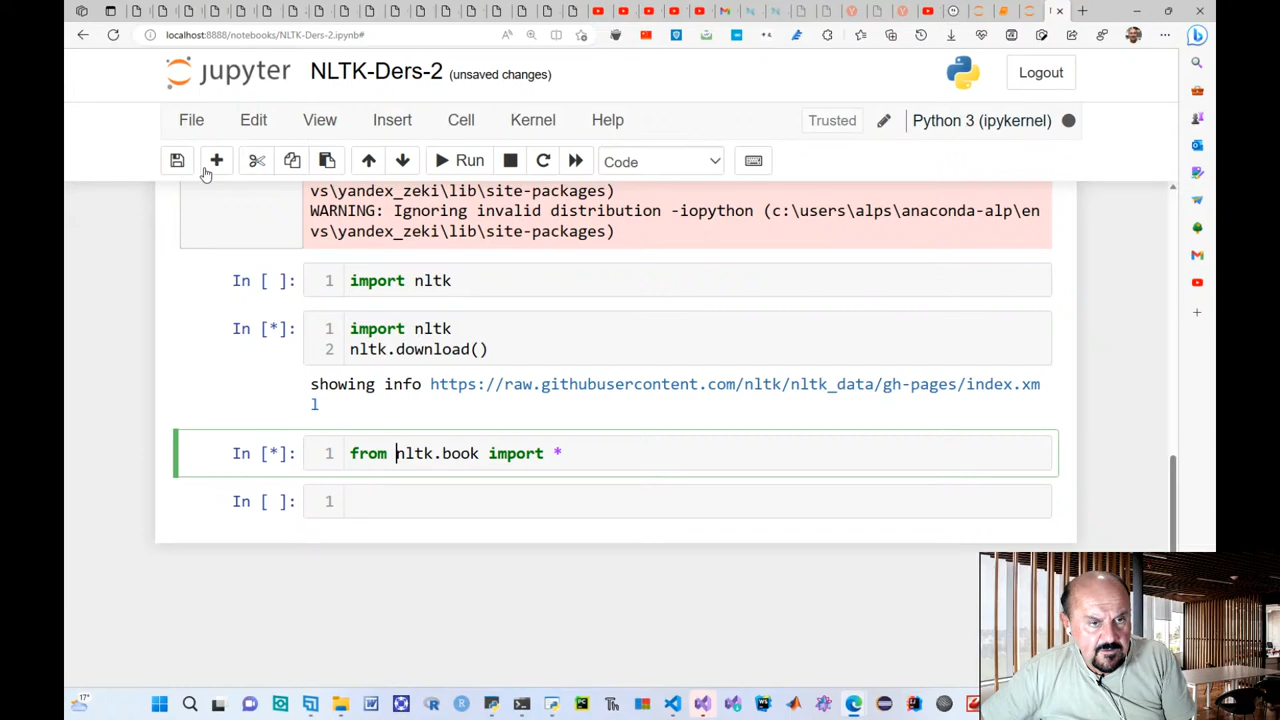 localhost:8888/notebooks/NLTK-Ders-2.ipynb#
jupyter NLTK-Ders-2 (unsaved changes)
Logout
File Edit View Insert Cell Kernel Help
Trusted Python 3 (ipykernel)
Run Code
vs\yandex_zeki\lib\site-packages)
WARNING: Ignoring invalid distribution -iopython (c:\users\alps\anaconda-alp\en
vs\yandex_zeki\lib\site-packages)
In [ ]: 1 import nltk
In [*]: 1 import nltk
2 nltk.download()
showing info https://raw.githubusercontent.com/nltk/nltk_data/gh-pages/index.xm
l
In [*]: 1 from nltk.book import *
In [ ]: 1
17°